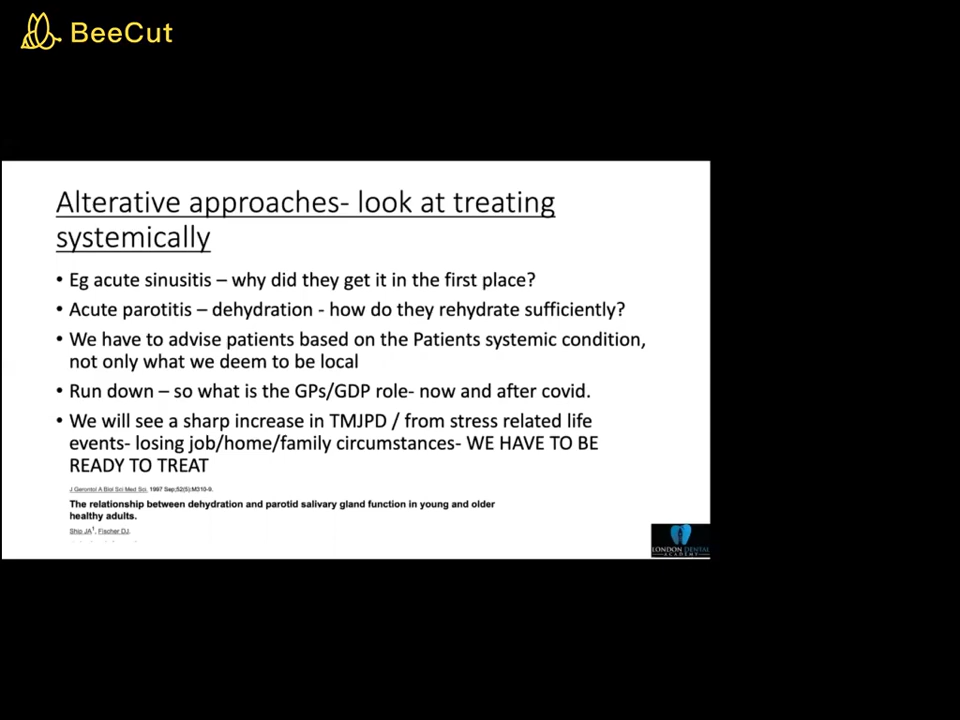 BeeCut
Alterative approaches- look at treating
systemically
• Eg acute sinusitis – why did they get it in the first place?
• Acute parotitis – dehydration - how do they rehydrate sufficiently?
• We have to advise patients based on the Patients systemic condition,
not only what we deem to be local
• Run down – so what is the GPs/GDP role- now and after covid.
• We will see a sharp increase in TMJPD / from stress related life
events- losing job/home/family circumstances- WE HAVE TO BE
READY TO TREAT
J Gerontol A Biol Sci Med Sci. 1997 Sep;52(5):M310-9.
The relationship between dehydration and parotid salivary gland function in young and older
healthy adults.
Ship JA1, Fischer DJ.
LONDON DENTAL
ACADEMY